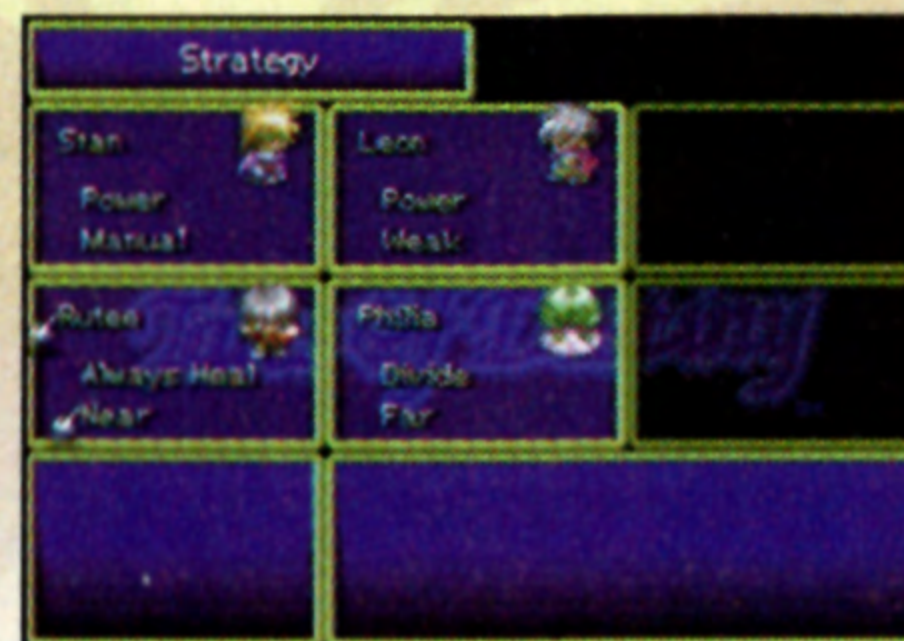 Strategy
Stan
Power
Manual
Leon
Power
Weak
Rutee
Always Heal
Near
Philia
Divide
Far